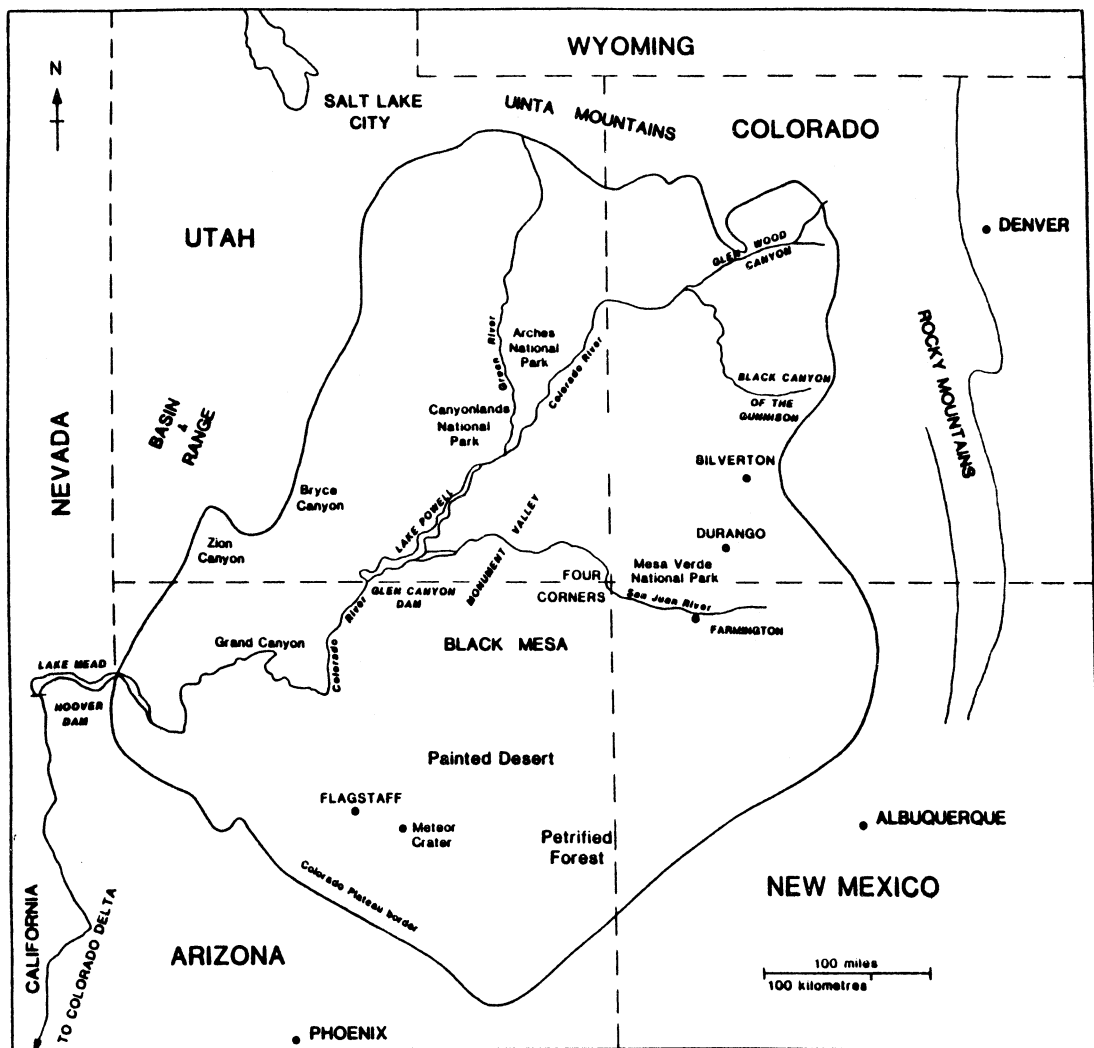 WYOMING
N
SALT LAKE
CITY
UINTA MOUNTAINS
COLORADO
UTAH
DENVER
GLEN WOOD
CANYON
Arches
National
Park
Green River
Colorado River
ROCKY MOUNTAINS
BLACK CANYON
OF THE
GUNNISON
Canyonlands
National
Park
BASIN
&
RANGE
NEVADA
SILVERTON
Bryce
Canyon
LAKE POWELL
MONUMENT VALLEY
Zion
Canyon
DURANGO
Mesa Verde
National Park
FOUR
CORNERS
GLEN CANYON
DAM
San Juan River
FARMINGTON
Colorado River
Grand Canyon
BLACK MESA
LAKE MEAD
HOOVER
DAM
Painted Desert
FLAGSTAFF
Meteor
Crater
Petrified
Forest
ALBUQUERQUE
Colorado Plateau border
NEW MEXICO
CALIFORNIA
TO COLORADO DELTA
ARIZONA
100 miles
100 kilometres
PHOENIX